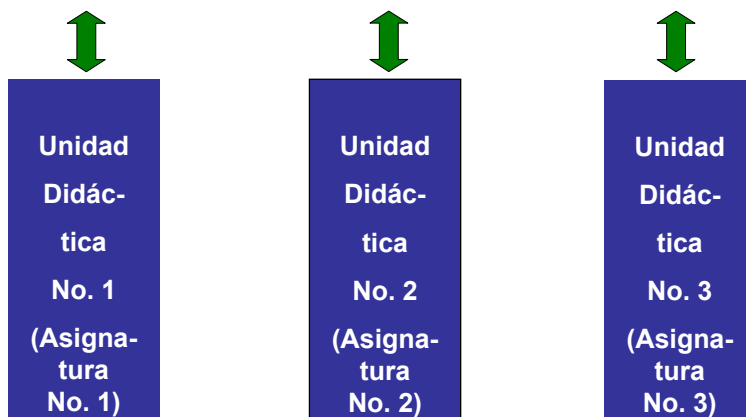 Unidad
Didác-
tica
No. 1
(Asigna-
tura
No. 1)
Unidad
Didác-
tica
No. 2
(Asigna-
tura
No. 2)
Unidad
Didác-
tica
No. 3
(Asigna-
tura
No. 3)